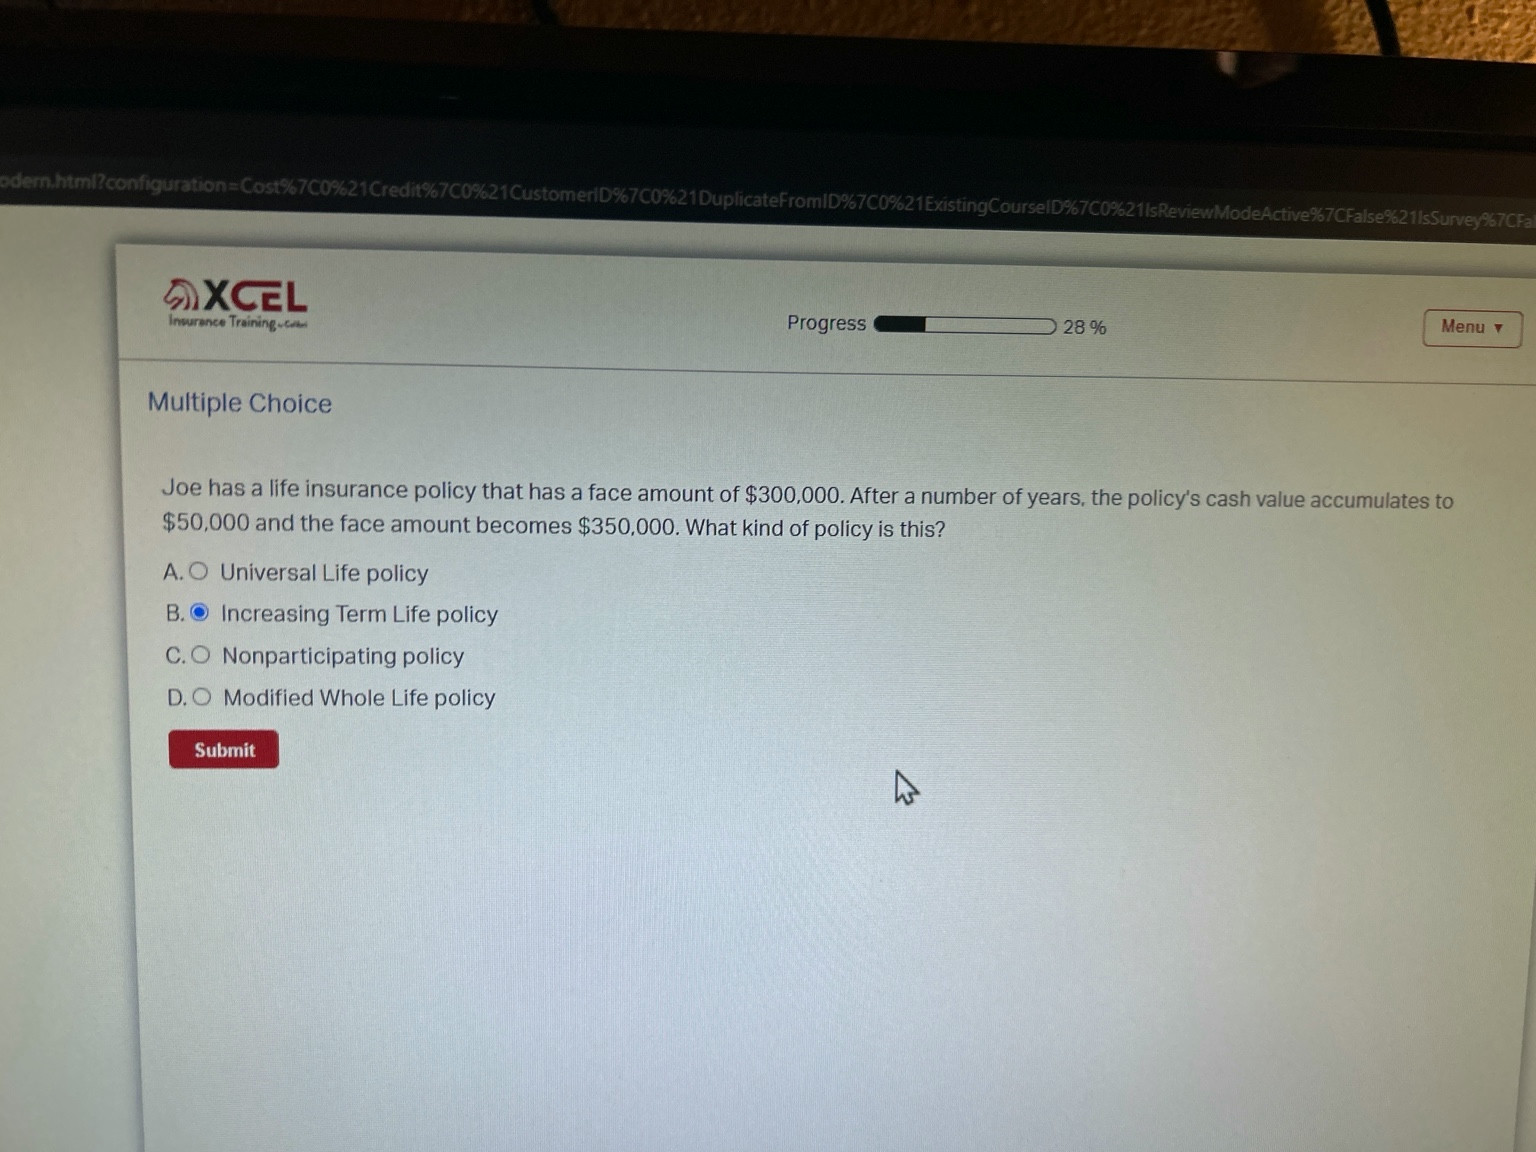 odern.html?configuration=Cost%7C0%21Credit%7C0%21CustomerID%7C0%21DuplicateFromID%7C0%21ExistingCourseID%7C0%21IsReviewModeActive%7CFalse%21IsSurvey%7CFa
XCEL
Insurance Training
Progress 28 %
Menu ▼
Multiple Choice
Joe has a life insurance policy that has a face amount of $300,000. After a number of years, the policy's cash value accumulates to
$50,000 and the face amount becomes $350,000. What kind of policy is this?
A. Universal Life policy
B. Increasing Term Life policy
C. Nonparticipating policy
D. Modified Whole Life policy
Submit